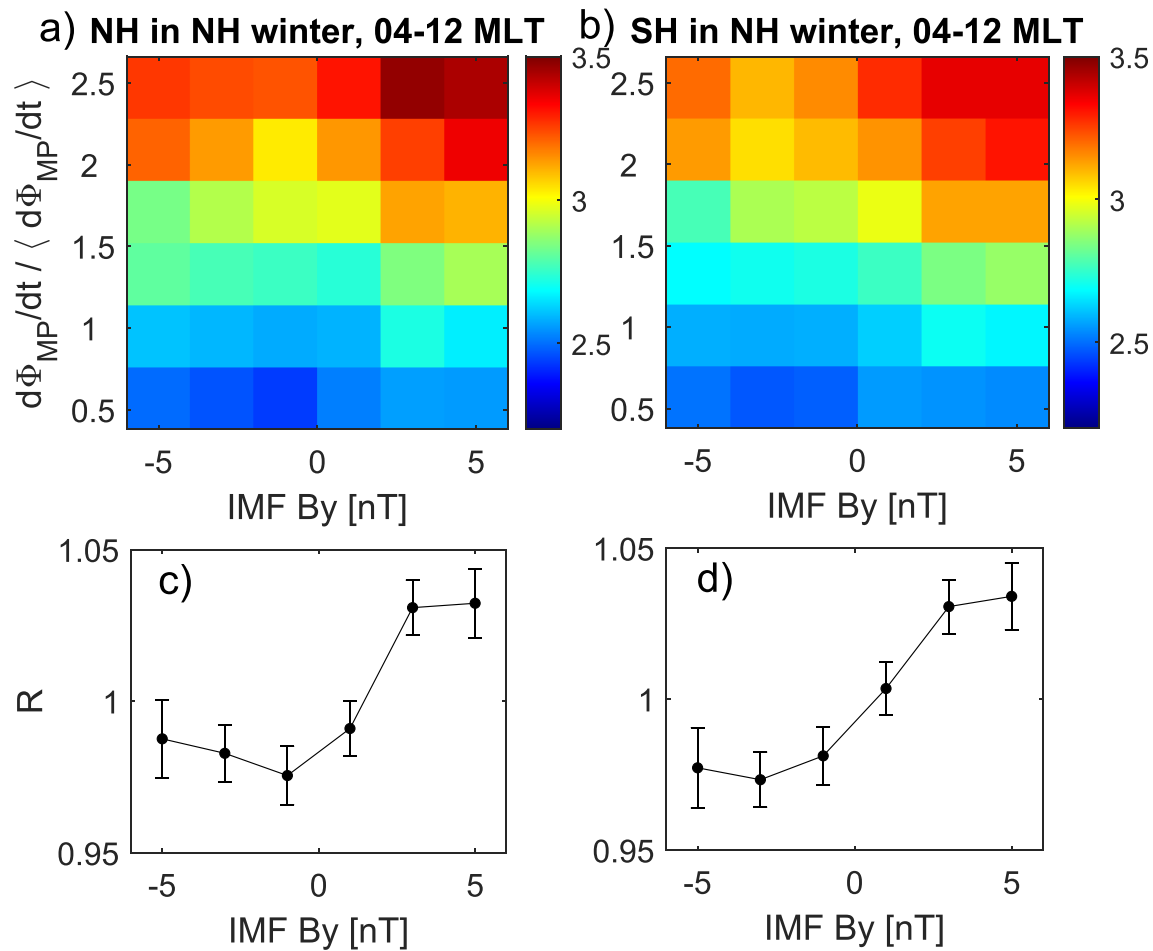 a) NH in NH winter, 04-12 MLT
b) SH in NH winter, 04-12 MLT
dΦMP/dt / ⟨ dΦMP/dt ⟩
2.5
2
1.5
1
0.5
-5 0 5
IMF By [nT]
3.5
3
2.5
2.5
2
1.5
1
0.5
-5 0 5
IMF By [nT]
3.5
3
2.5
c)
R
1.05
1
0.95
-5 0 5
IMF By [nT]
d)
1.05
1
0.95
-5 0 5
IMF By [nT]